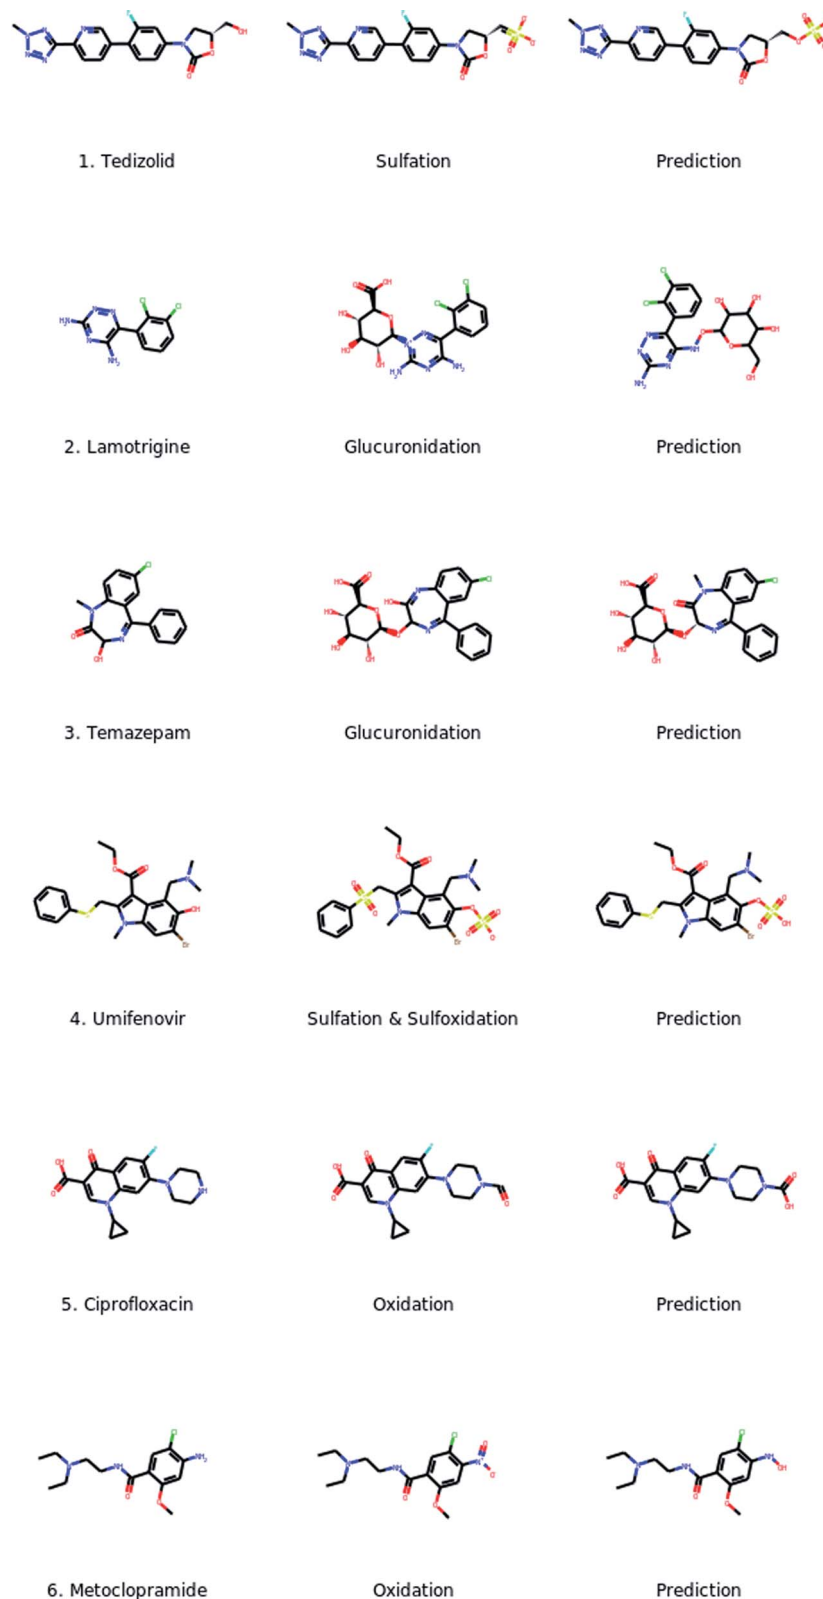 1. Tedizolid
Sulfation
Prediction
2. Lamotrigine
Glucuronidation
Prediction
3. Temazepam
Glucuronidation
Prediction
4. Umifenovir
Sulfation & Sulfoxidation
Prediction
5. Ciprofloxacin
Oxidation
Prediction
6. Metoclopramide
Oxidation
Prediction